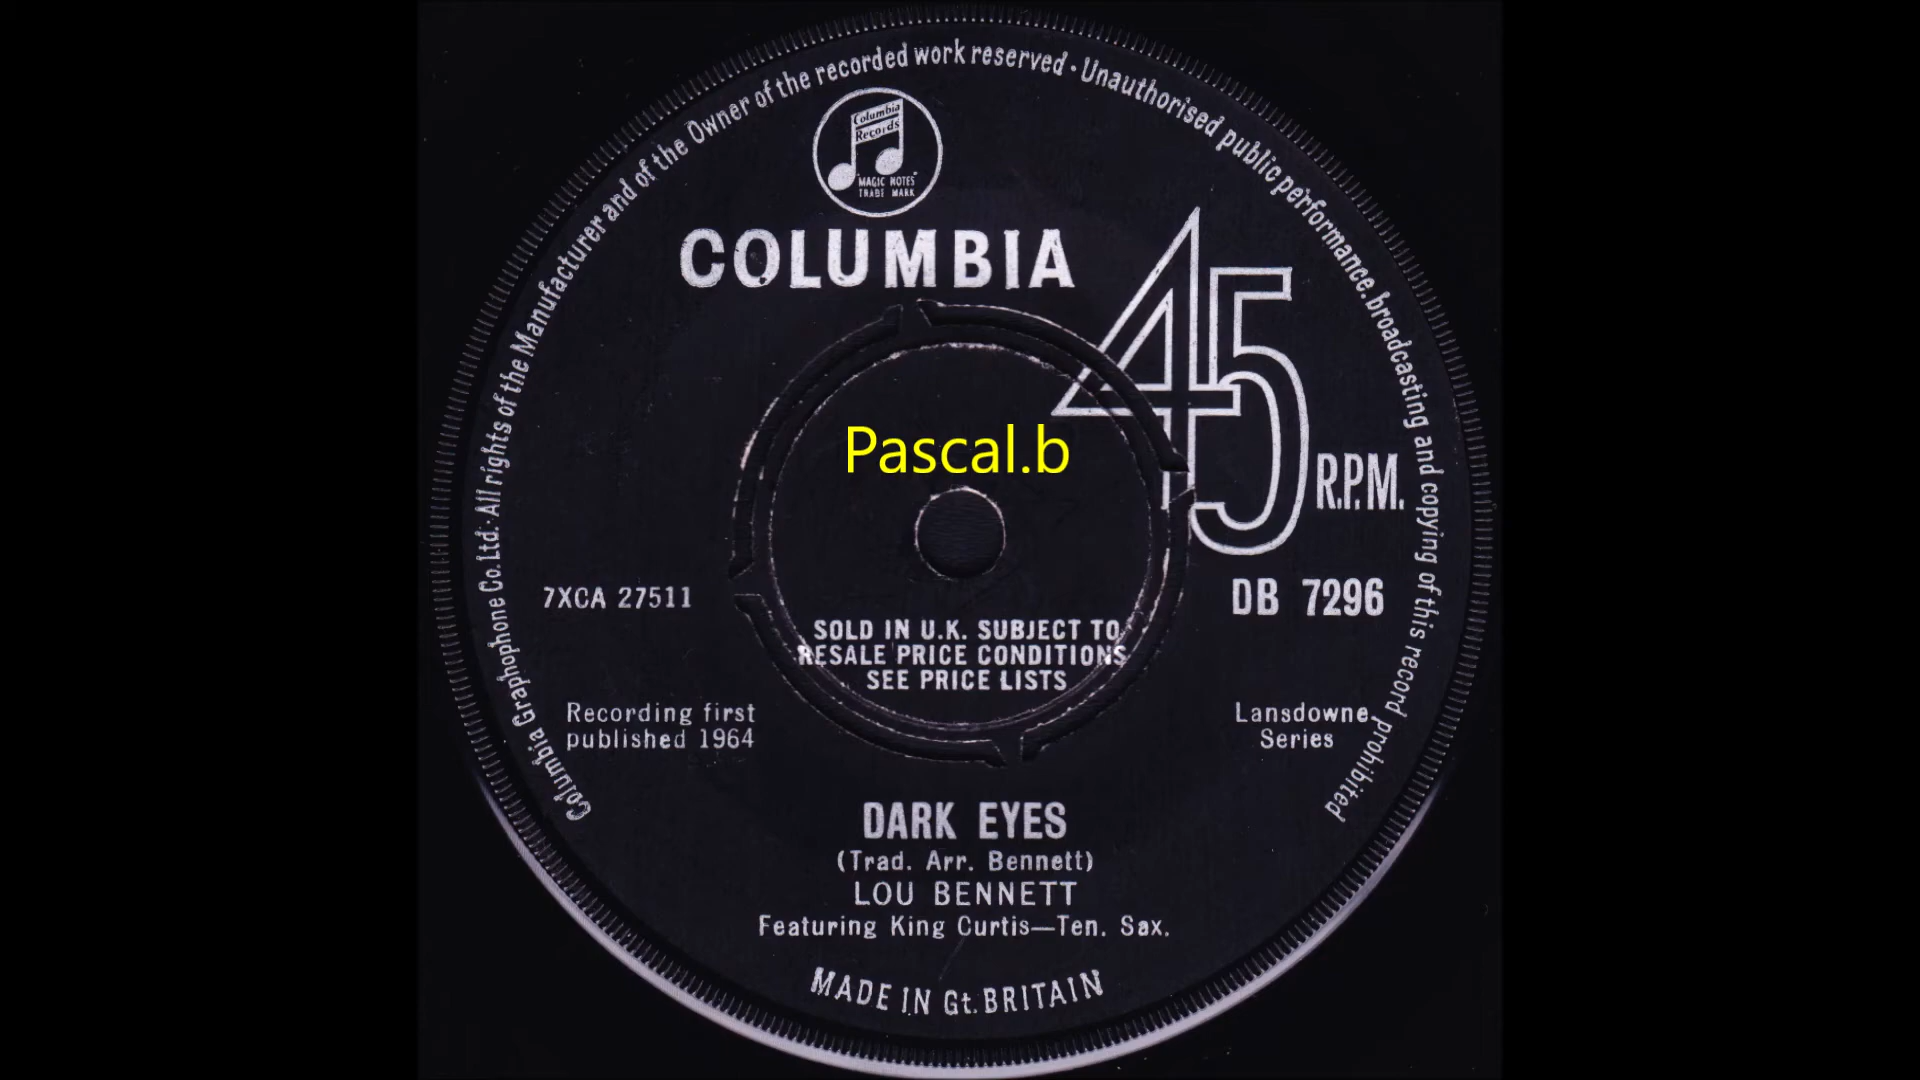 Columbia Graphophone Co. Ltd. · All rights of the Manufacturer and of the Owner of the recorded work reserved · Unauthorised public performance, broadcasting and copying of this record prohibited
Columbia
Records
"MAGIC NOTES"
TRADE MARK
COLUMBIA
45
R.P.M.
Pascal.b
7XCA 27511
DB 7296
SOLD IN U.K. SUBJECT TO
RESALE PRICE CONDITIONS
SEE PRICE LISTS
Recording first
published 1964
Lansdowne
Series
DARK EYES
(Trad. Arr. Bennett)
LOU BENNETT
Featuring King Curtis—Ten. Sax.
MADE IN Gt. BRITAIN